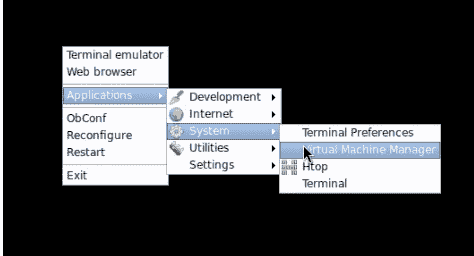 Terminal emulator
Web browser
Applications
ObConf
Reconfigure
Restart
Exit
Development
Internet
System
Utilities
Settings
Terminal Preferences
Virtual Machine Manager
Htop
Terminal